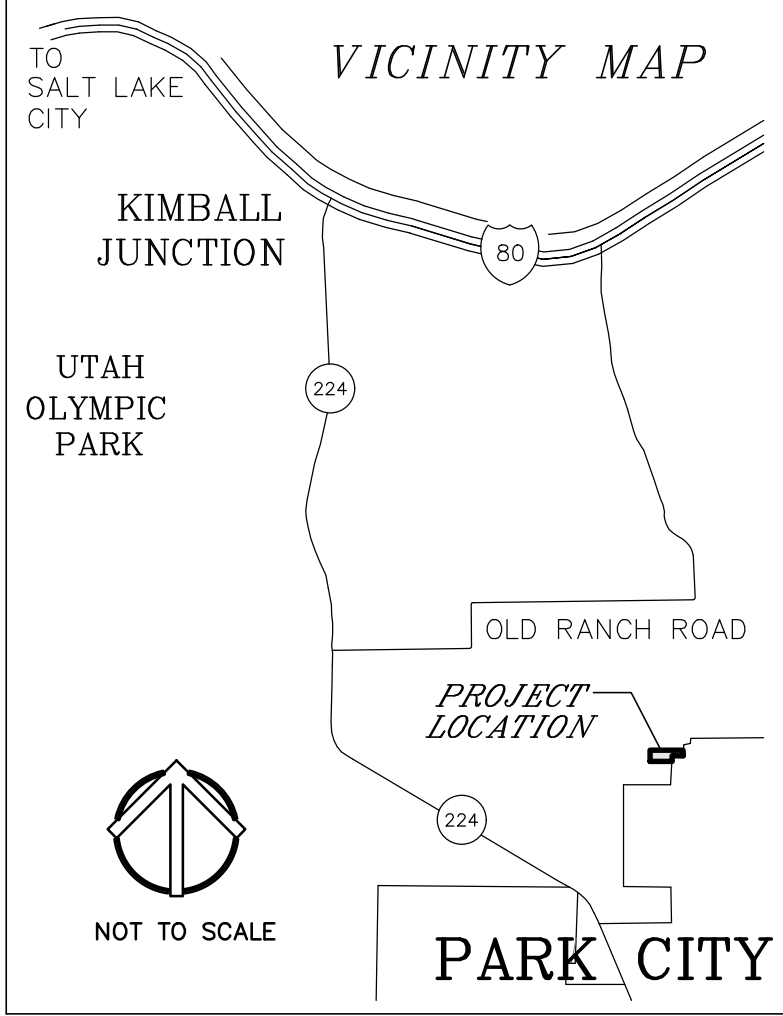 VICINITY MAP
TO
SALT LAKE
CITY
KIMBALL
JUNCTION
80
UTAH
OLYMPIC
PARK
224
OLD RANCH ROAD
PROJECT
LOCATION
224
NOT TO SCALE
PARK CITY